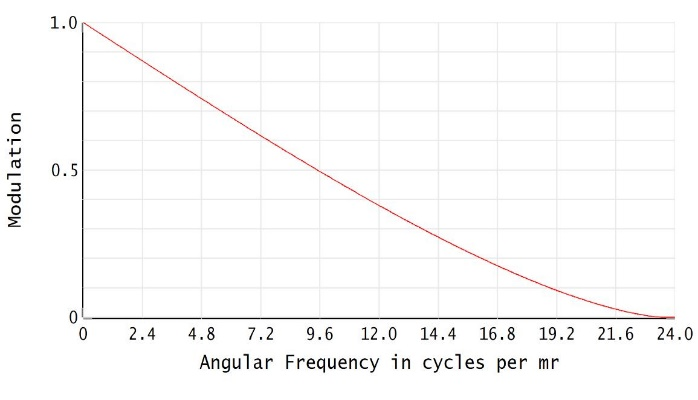 1.0
Modulation
0.5
0
0 2.4 4.8 7.2 9.6 12.0 14.4 16.8 19.2 21.6 24.0
Angular Frequency in cycles per mr